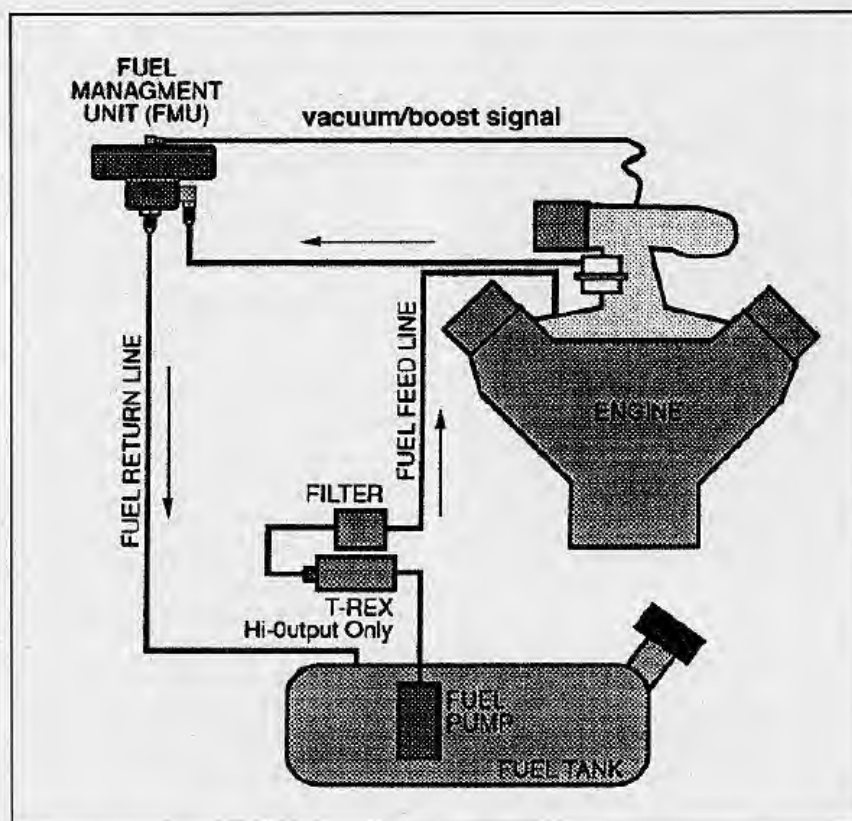 FUEL
MANAGMENT
UNIT (FMU)
vacuum/boost signal
FUEL RETURN LINE
FUEL FEED LINE
ENGINE
FILTER
T-REX
Hi-Output Only
FUEL
PUMP
FUEL TANK